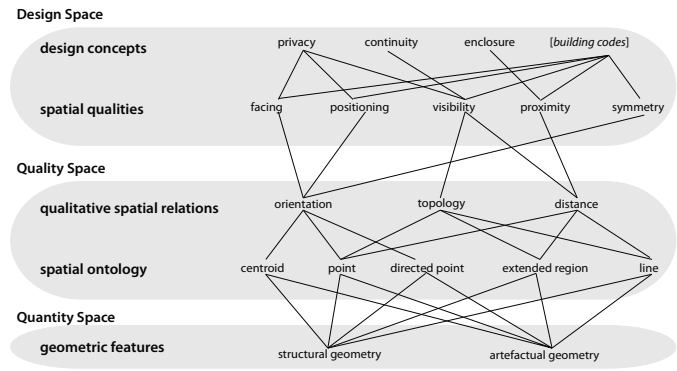 Design Space
design concepts privacy continuity enclosure [building codes]
spatial qualities facing positioning visibility proximity symmetry
Quality Space
qualitative spatial relations orientation topology distance
spatial ontology centroid point directed point extended region line
Quantity Space
geometric features structural geometry artefactual geometry